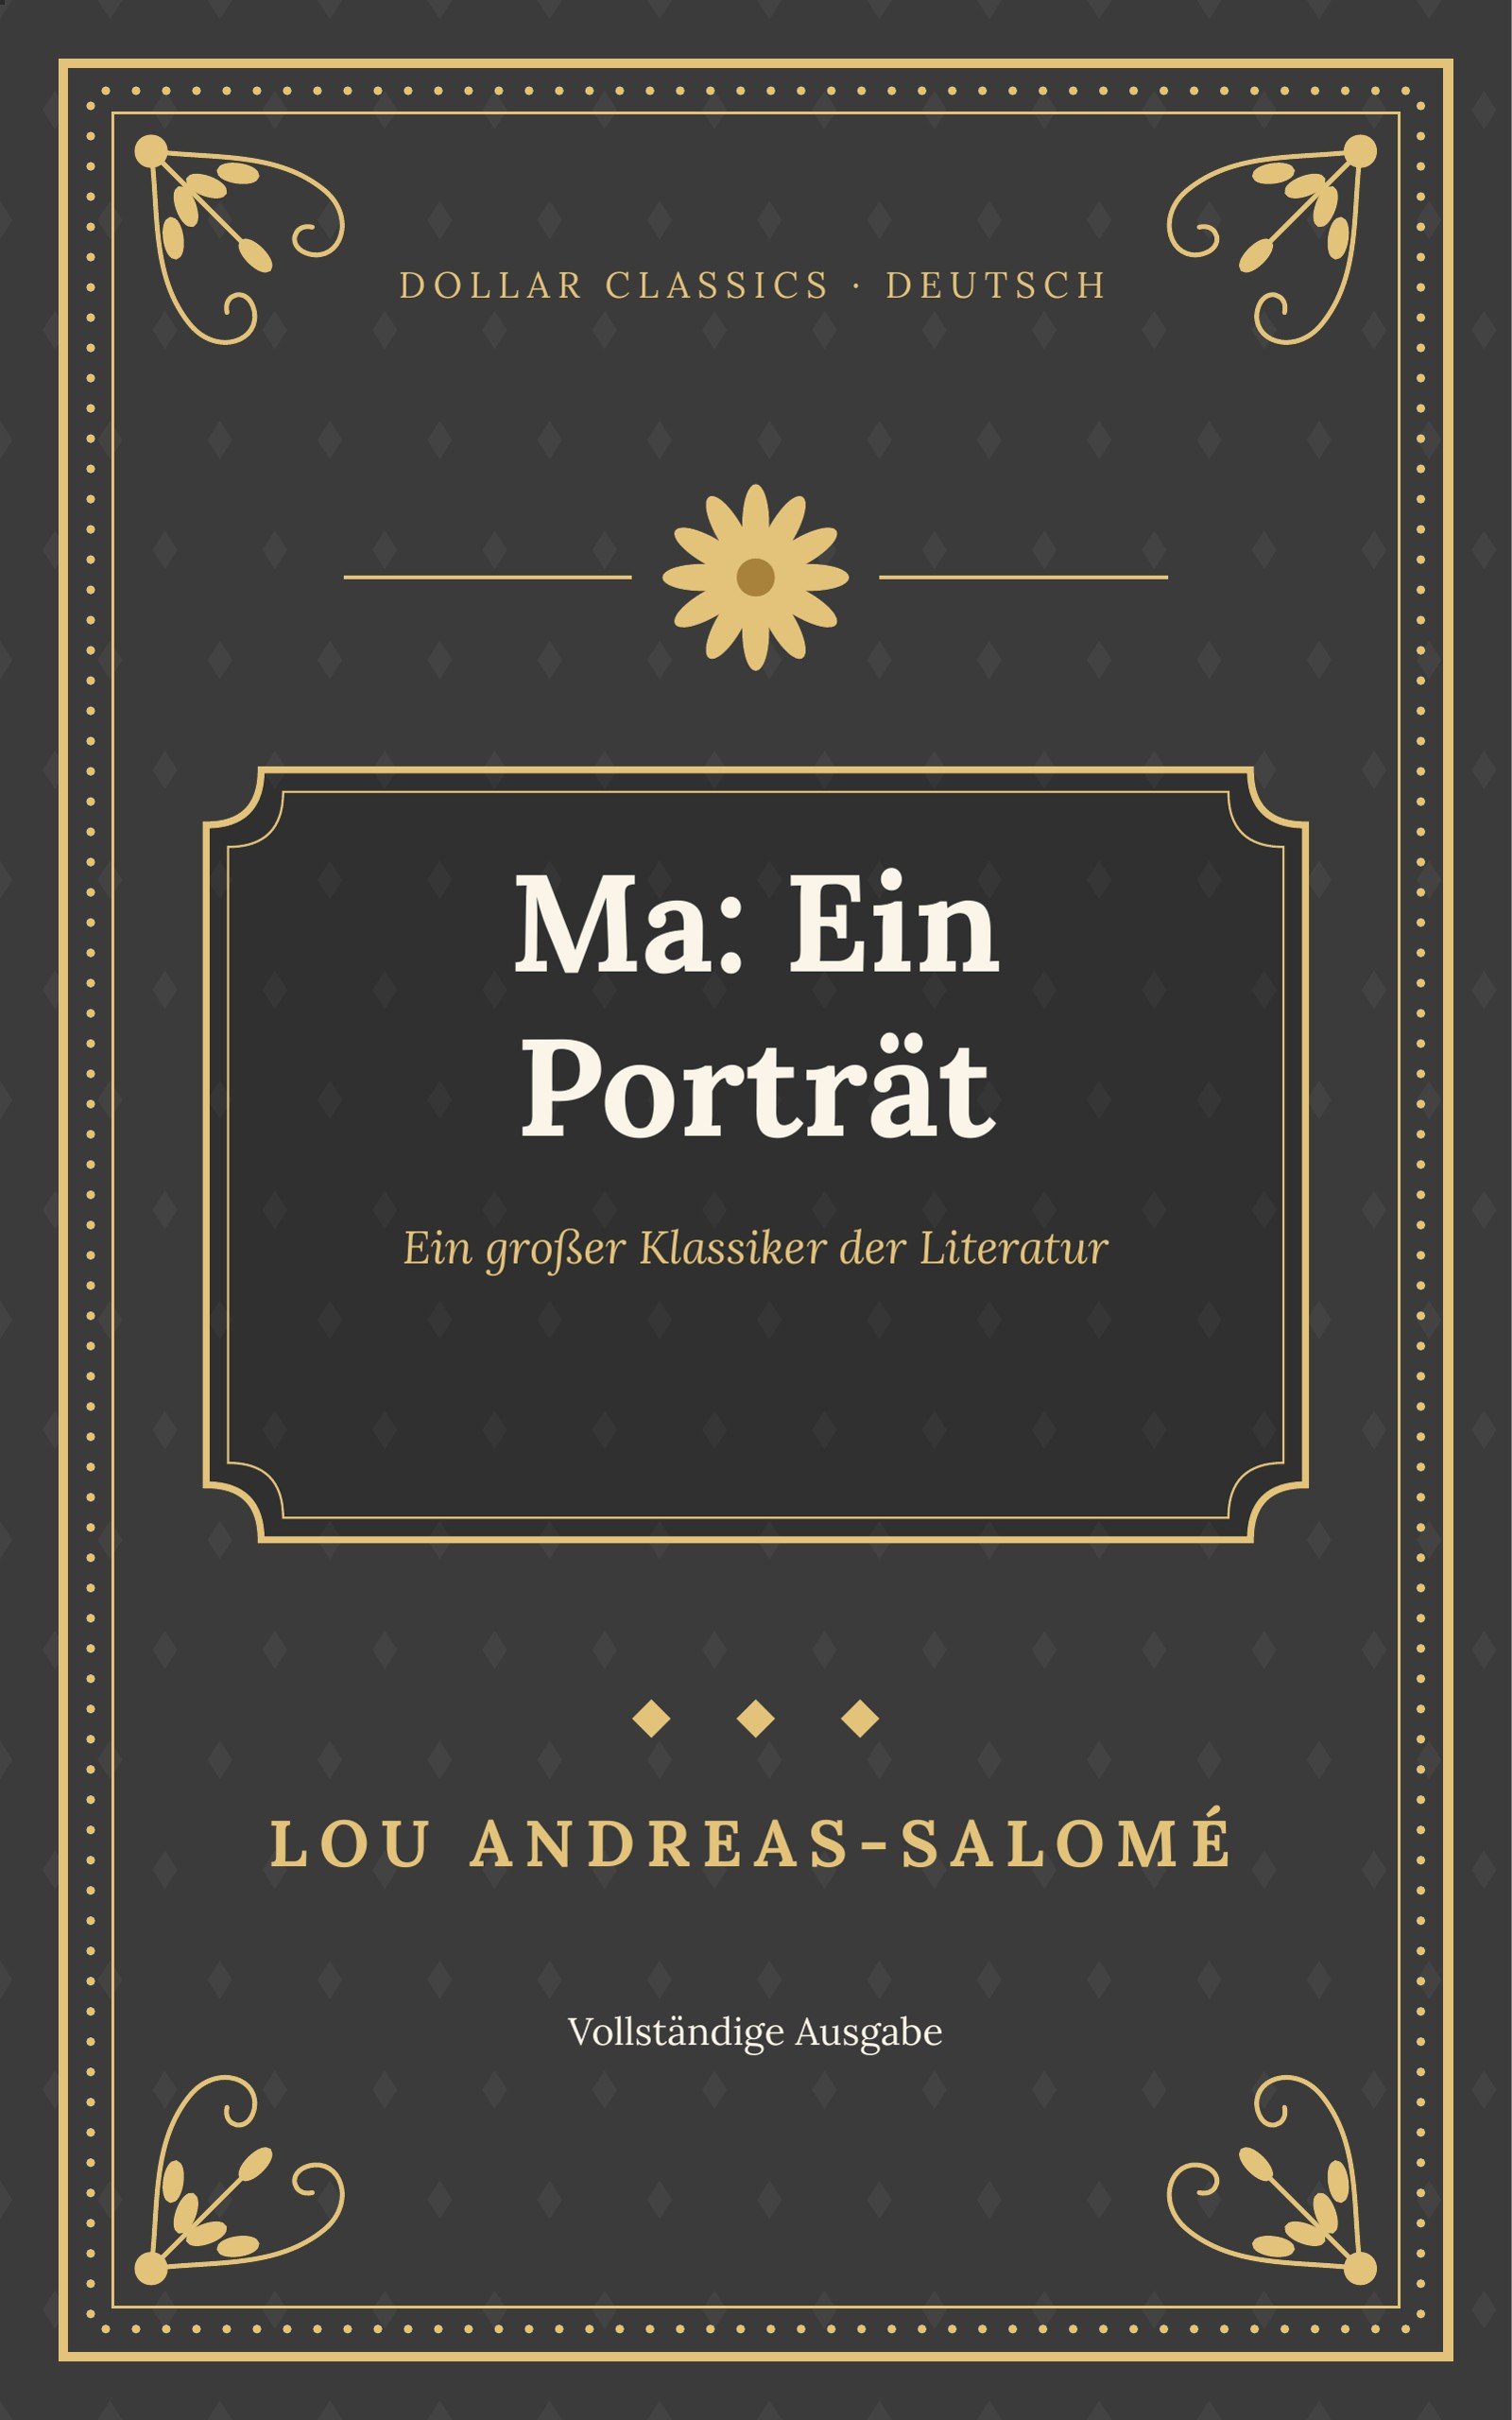 DOLLAR CLASSICS · DEUTSCH
Ma: Ein
Porträt
Ein großer Klassiker der Literatur
LOU ANDREAS-SALOMÉ
Vollständige Ausgabe